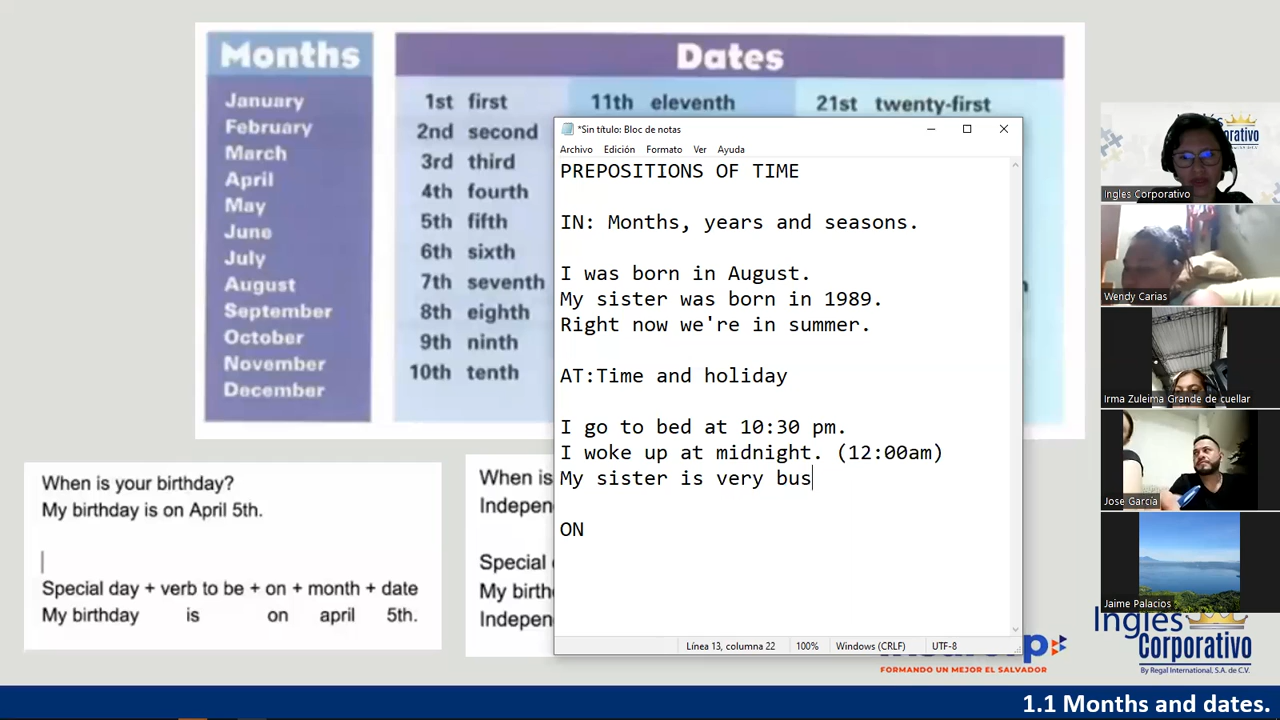 Months
January
February
March
April
May
June
July
August
September
October
November
December
Dates
1st first
2nd second
3rd third
4th fourth
5th fifth
6th sixth
7th seventh
8th eighth
9th ninth
10th tenth
11th eleventh
21st twenty-first
*Sin título: Bloc de notas
Archivo Edición Formato Ver Ayuda
PREPOSITIONS OF TIME
IN: Months, years and seasons.
I was born in August.
My sister was born in 1989.
Right now we're in summer.
AT:Time and holiday
I go to bed at 10:30 pm.
I woke up at midnight. (12:00am)
My sister is very bus
ON
Línea 13, columna 22 100% Windows (CRLF) UTF-8
When is your birthday?
My birthday is on April 5th.
Special day + verb to be + on + month + date
My birthday is on april 5th.
When is
Indepen
Special
My birth
Indepen
Ingles Corporativo
Wendy Carias
Irma Zuleima Grande de cuellar
Jose García
Jaime Palacios
FORMANDO UN MEJOR EL SALVADOR
Inglés
Corporativo
By Regal International, S.A. de C.V.
1.1 Months and dates.